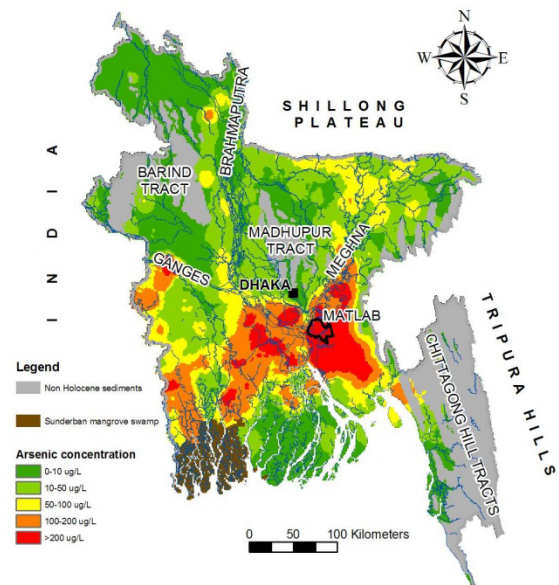 N
W E
S
SHILLONG
PLATEAU
BRAHMAPUTRA
BARIND
TRACT
INDIA
MADHUPUR
TRACT
MEGHNA
GANGES
DHAKA
MATLAB
TRIPURA HILLS
CHITTAGONG HILL TRACTS
Legend
Non Holocene sediments
Sunderban mangrove swamp
Arsenic concentration
0-10 ug/L
10-50 ug/L
50-100 ug/L
100-200 ug/L
>200 ug/L
0 50 100 Kilometers